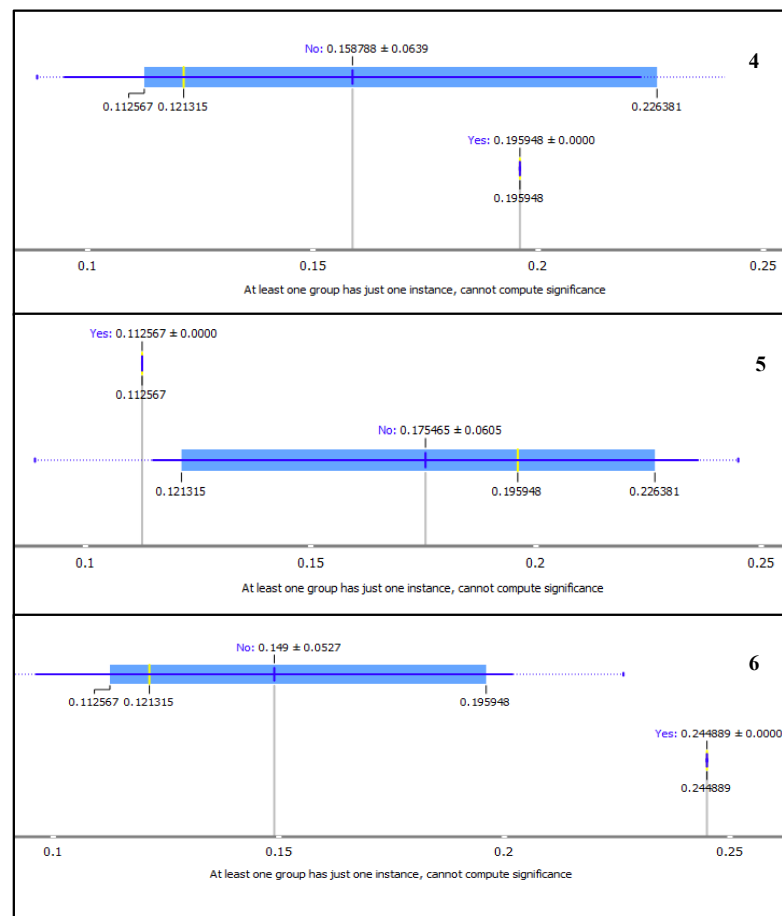 No: 0.158788 ± 0.0639
4
0.112567 0.121315 0.226381
Yes: 0.195948 ± 0.0000
0.195948
0.1 0.15 0.2 0.25
At least one group has just one instance, cannot compute significance
Yes: 0.112567 ± 0.0000
5
0.112567
No: 0.175465 ± 0.0605
0.121315 0.195948 0.226381
0.1 0.15 0.2 0.25
At least one group has just one instance, cannot compute significance
No: 0.149 ± 0.0527
6
0.112567 0.121315 0.195948
Yes: 0.244889 ± 0.0000
0.244889
0.1 0.15 0.2 0.25
At least one group has just one instance, cannot compute significance